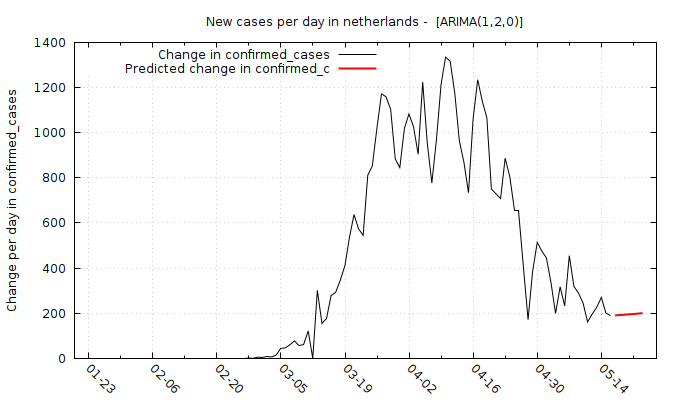 New cases per day in netherlands -  [ARIMA(1,2,0)]
Change in confirmed_cases
Predicted change in confirmed_c
Change per day in confirmed_cases
1400
1200
1000
800
600
400
200
0
01-23 02-06 02-20 03-05 03-19 04-02 04-16 04-30 05-14